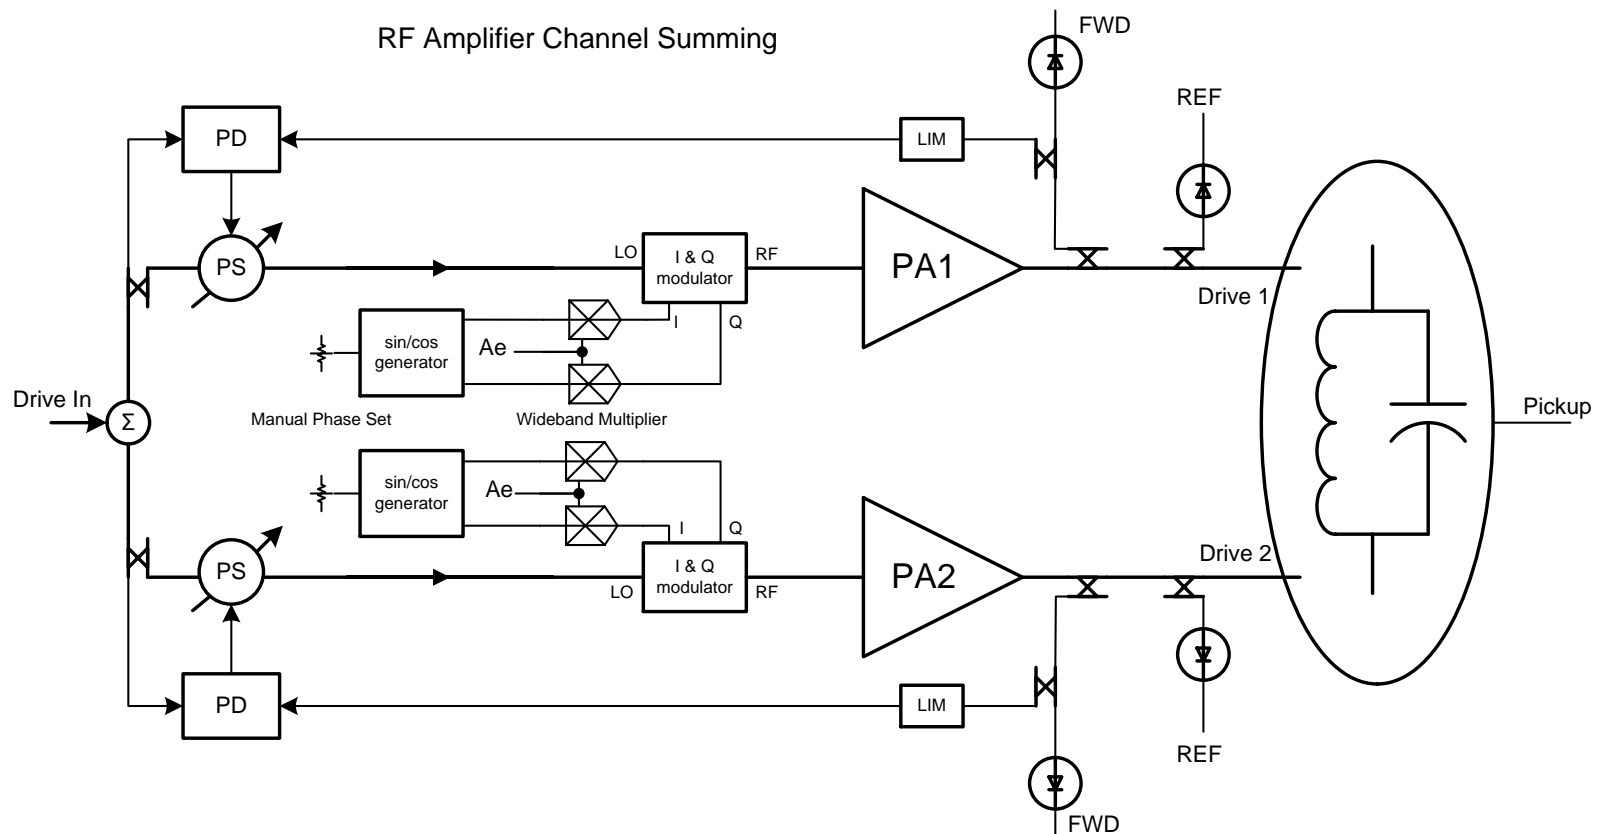 RF Amplifier Channel Summing
FWD
REF
PD
LIM
PS
LO
I & Q
modulator
RF
PA1
Drive 1
I
Q
sin/cos
generator
Ae
Drive In
Σ
Manual Phase Set
Wideband Multiplier
Pickup
sin/cos
generator
Ae
I
Q
PS
LO
I & Q
modulator
RF
PA2
Drive 2
PD
LIM
REF
FWD